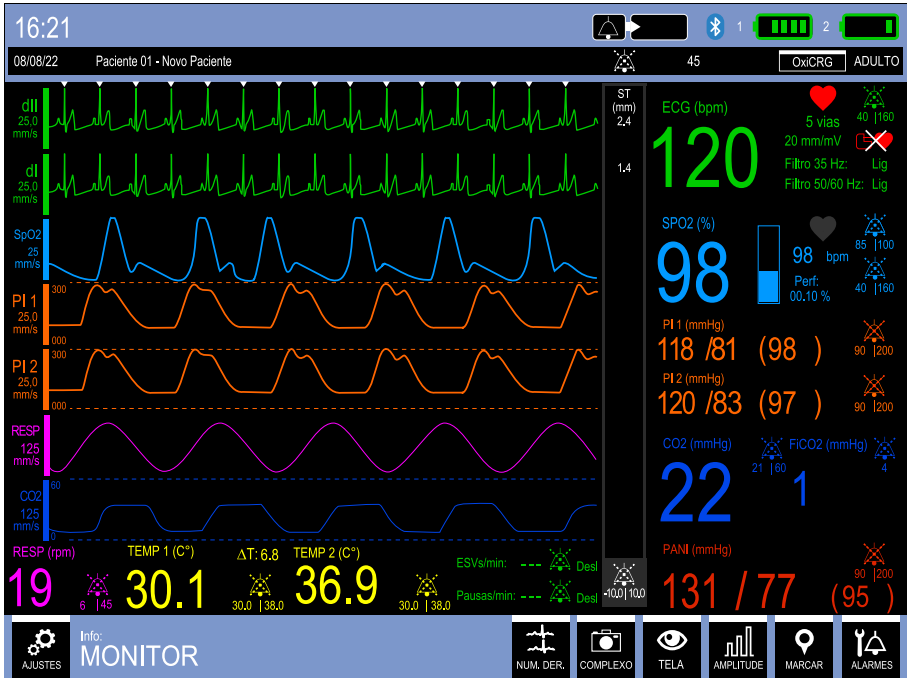 16:21
1
2
08/08/22 Paciente 01 - Novo Paciente 45 OxiCRG ADULTO
dII
25,0
mm/s
dI
25,0
mm/s
SpO2
25
mm/s
300
PI 1
25,0
mm/s
000
300
PI 2
25,0
mm/s
000
RESP
125
mm/s
60
CO2
125
mm/s
0
ST
(mm)
2,4
1.4
-10,0 | 10,0
ECG (bpm)
120
5 vias
40 | 160
20 mm/mV
Filtro 35 Hz: Lig
Filtro 50/60 Hz: Lig
SPO2 (%)
98
98 bpm
85 | 100
Perf:
00.10 %
40 | 160
PI 1 (mmHg)
118 /81 (98 )
90 | 200
PI 2 (mmHg)
120 /83 (97 )
90 | 200
CO2 (mmHg) FiCO2 (mmHg)
21 | 60
4
22
1
PANI (mmHg)
90 | 200
131 / 77 (95 )
RESP (rpm)
19
6 | 45
TEMP 1 (C°)
30.1
30.0 | 38.0
ΔT: 6.8
TEMP 2 (C°)
36.9
30.0 | 38.0
ESVs/min: --- Desl
Pausas/min: --- Desl
AJUSTES
Info:
MONITOR
NUM. DER.
COMPLEXO
TELA
AMPLITUDE
MARCAR
ALARMES